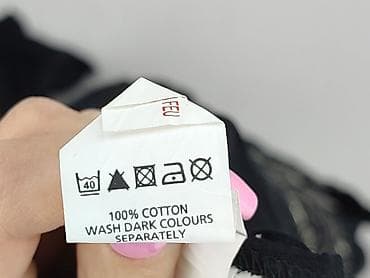 40
100% COTTON
WASH DARK COLOURS
SEPARATELY